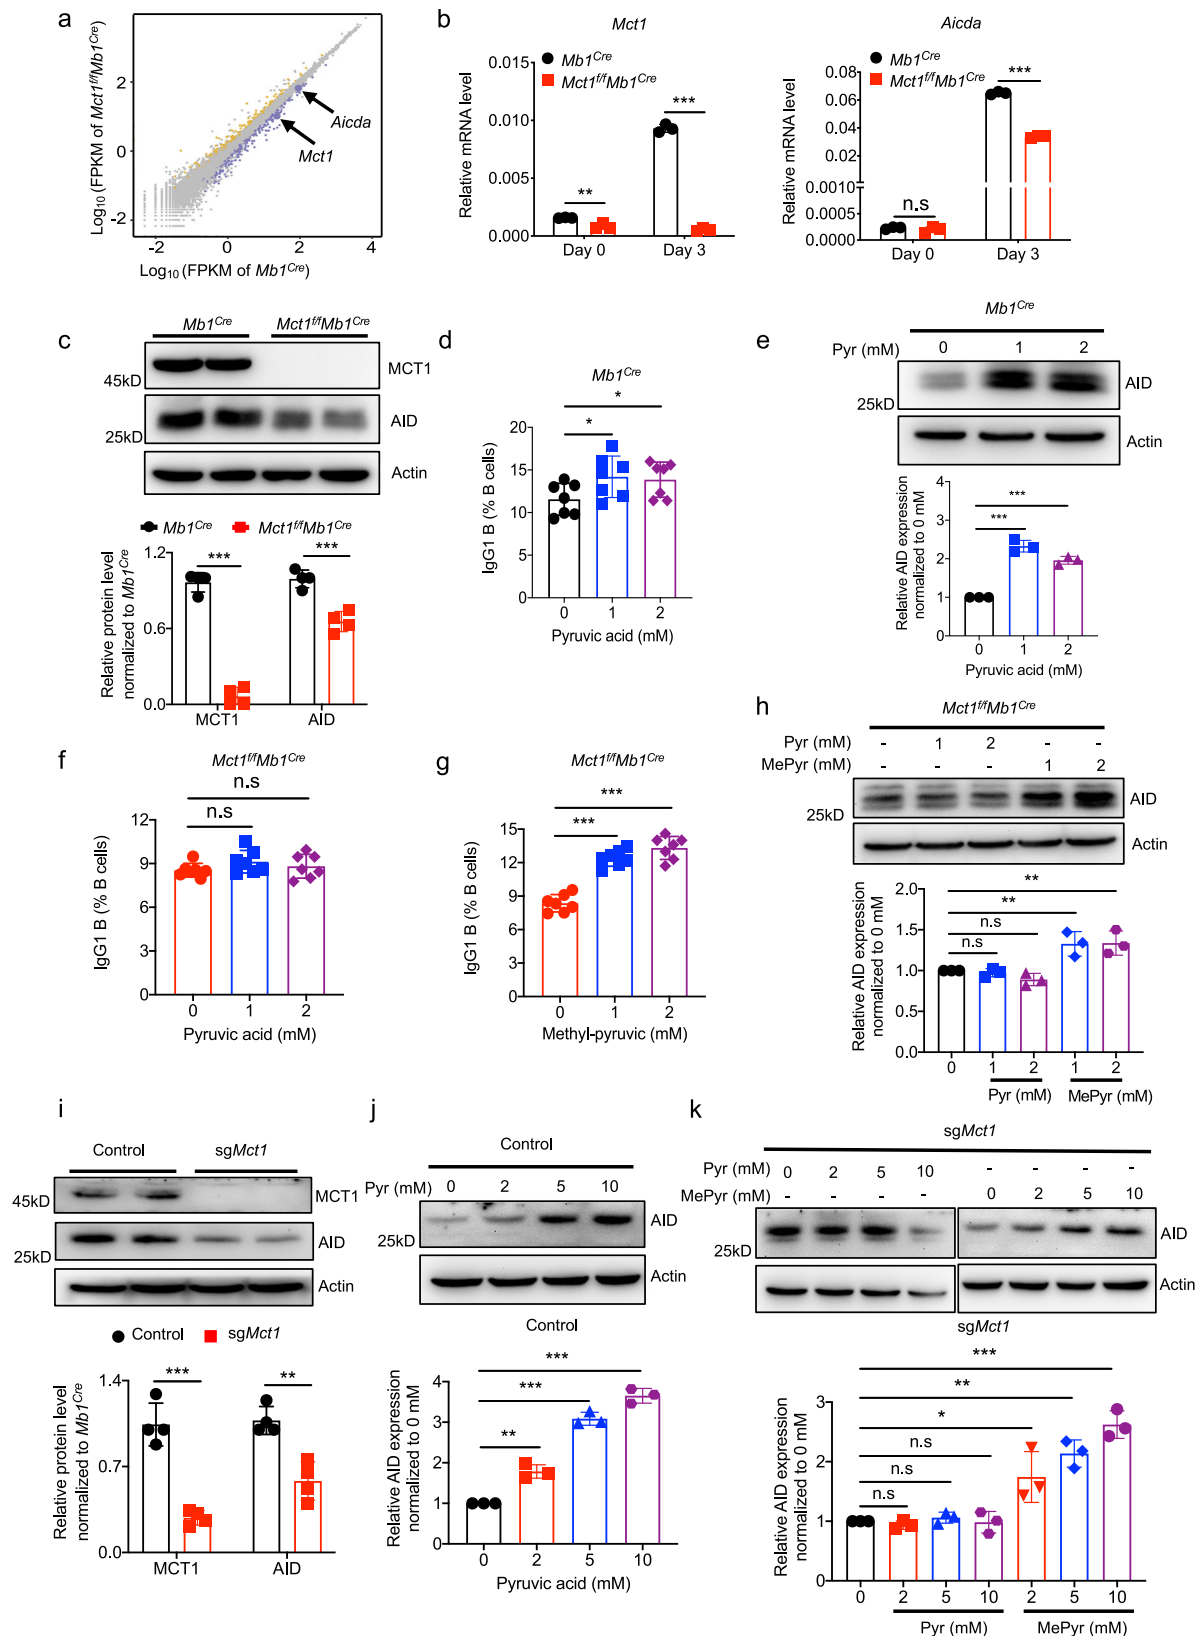 a
Log10 (FPKM of Mct1f/fMb1Cre)
2
0
-2
Aicda
Mct1
-2
0
2
4
Log10 (FPKM of Mb1Cre)
b
Mct1
Mb1Cre
Mct1f/fMb1Cre
Relative mRNA level
0.015
0.010
0.005
0.000
**
***
Day 0
Day 3
Aicda
Mb1Cre
Mct1f/fMb1Cre
Relative mRNA level
0.08
0.06
0.04
0.02
0.0010
0.0005
0.0000
n.s
***
Day 0
Day 3
c
Mb1Cre
Mct1f/fMb1Cre
45kD
MCT1
25kD
AID
Actin
Mb1Cre
Mct1f/fMb1Cre
Relative protein level
normalized to Mb1Cre
1.2
0.6
0.0
***
***
MCT1
AID
d
Mb1Cre
IgG1 B (% B cells)
20
15
10
5
0
*
*
0
1
2
Pyruvic acid (mM)
e
Mb1Cre
Pyr (mM)
0
1
2
25kD
AID
Actin
Relative AID expression
normalized to 0 mM
4
3
2
1
0
***
***
0
1
2
Pyruvic acid (mM)
f
Mct1f/fMb1Cre
IgG1 B (% B cells)
12
9
6
3
0
n.s
n.s
0
1
2
Pyruvic acid (mM)
g
Mct1f/fMb1Cre
IgG1 B (% B cells)
15
12
9
6
3
0
***
***
0
1
2
Methyl-pyruvic (mM)
h
Mct1f/fMb1Cre
Pyr (mM) - 1 2 - -
MePyr (mM) - - - 1 2
25kD
AID
Actin
Relative AID expression
normalized to 0 mM
2.0
1.5
1.0
0.5
0.0
**
**
n.s
n.s
0
1
2
1
2
Pyr (mM)
MePyr (mM)
i
Control
sgMct1
45kD
MCT1
25kD
AID
Actin
Control
sgMct1
Relative protein level
normalized to Mb1Cre
1.4
0.7
0.0
***
**
MCT1
AID
j
Control
Pyr (mM) 0 2 5 10
25kD
AID
Actin
Control
Relative AID expression
normalized to 0 mM
4
3
2
1
0
***
***
**
0
2
5
10
Pyruvic acid (mM)
k
sgMct1
Pyr (mM) 0 2 5 10 - - - -
MePyr (mM) - - - - 0 2 5 10
25kD
AID
Actin
sgMct1
Relative AID expression
normalized to 0 mM
4
3
2
1
0
***
**
*
n.s
n.s
n.s
0
2
5
10
2
5
10
Pyr (mM)
MePyr (mM)